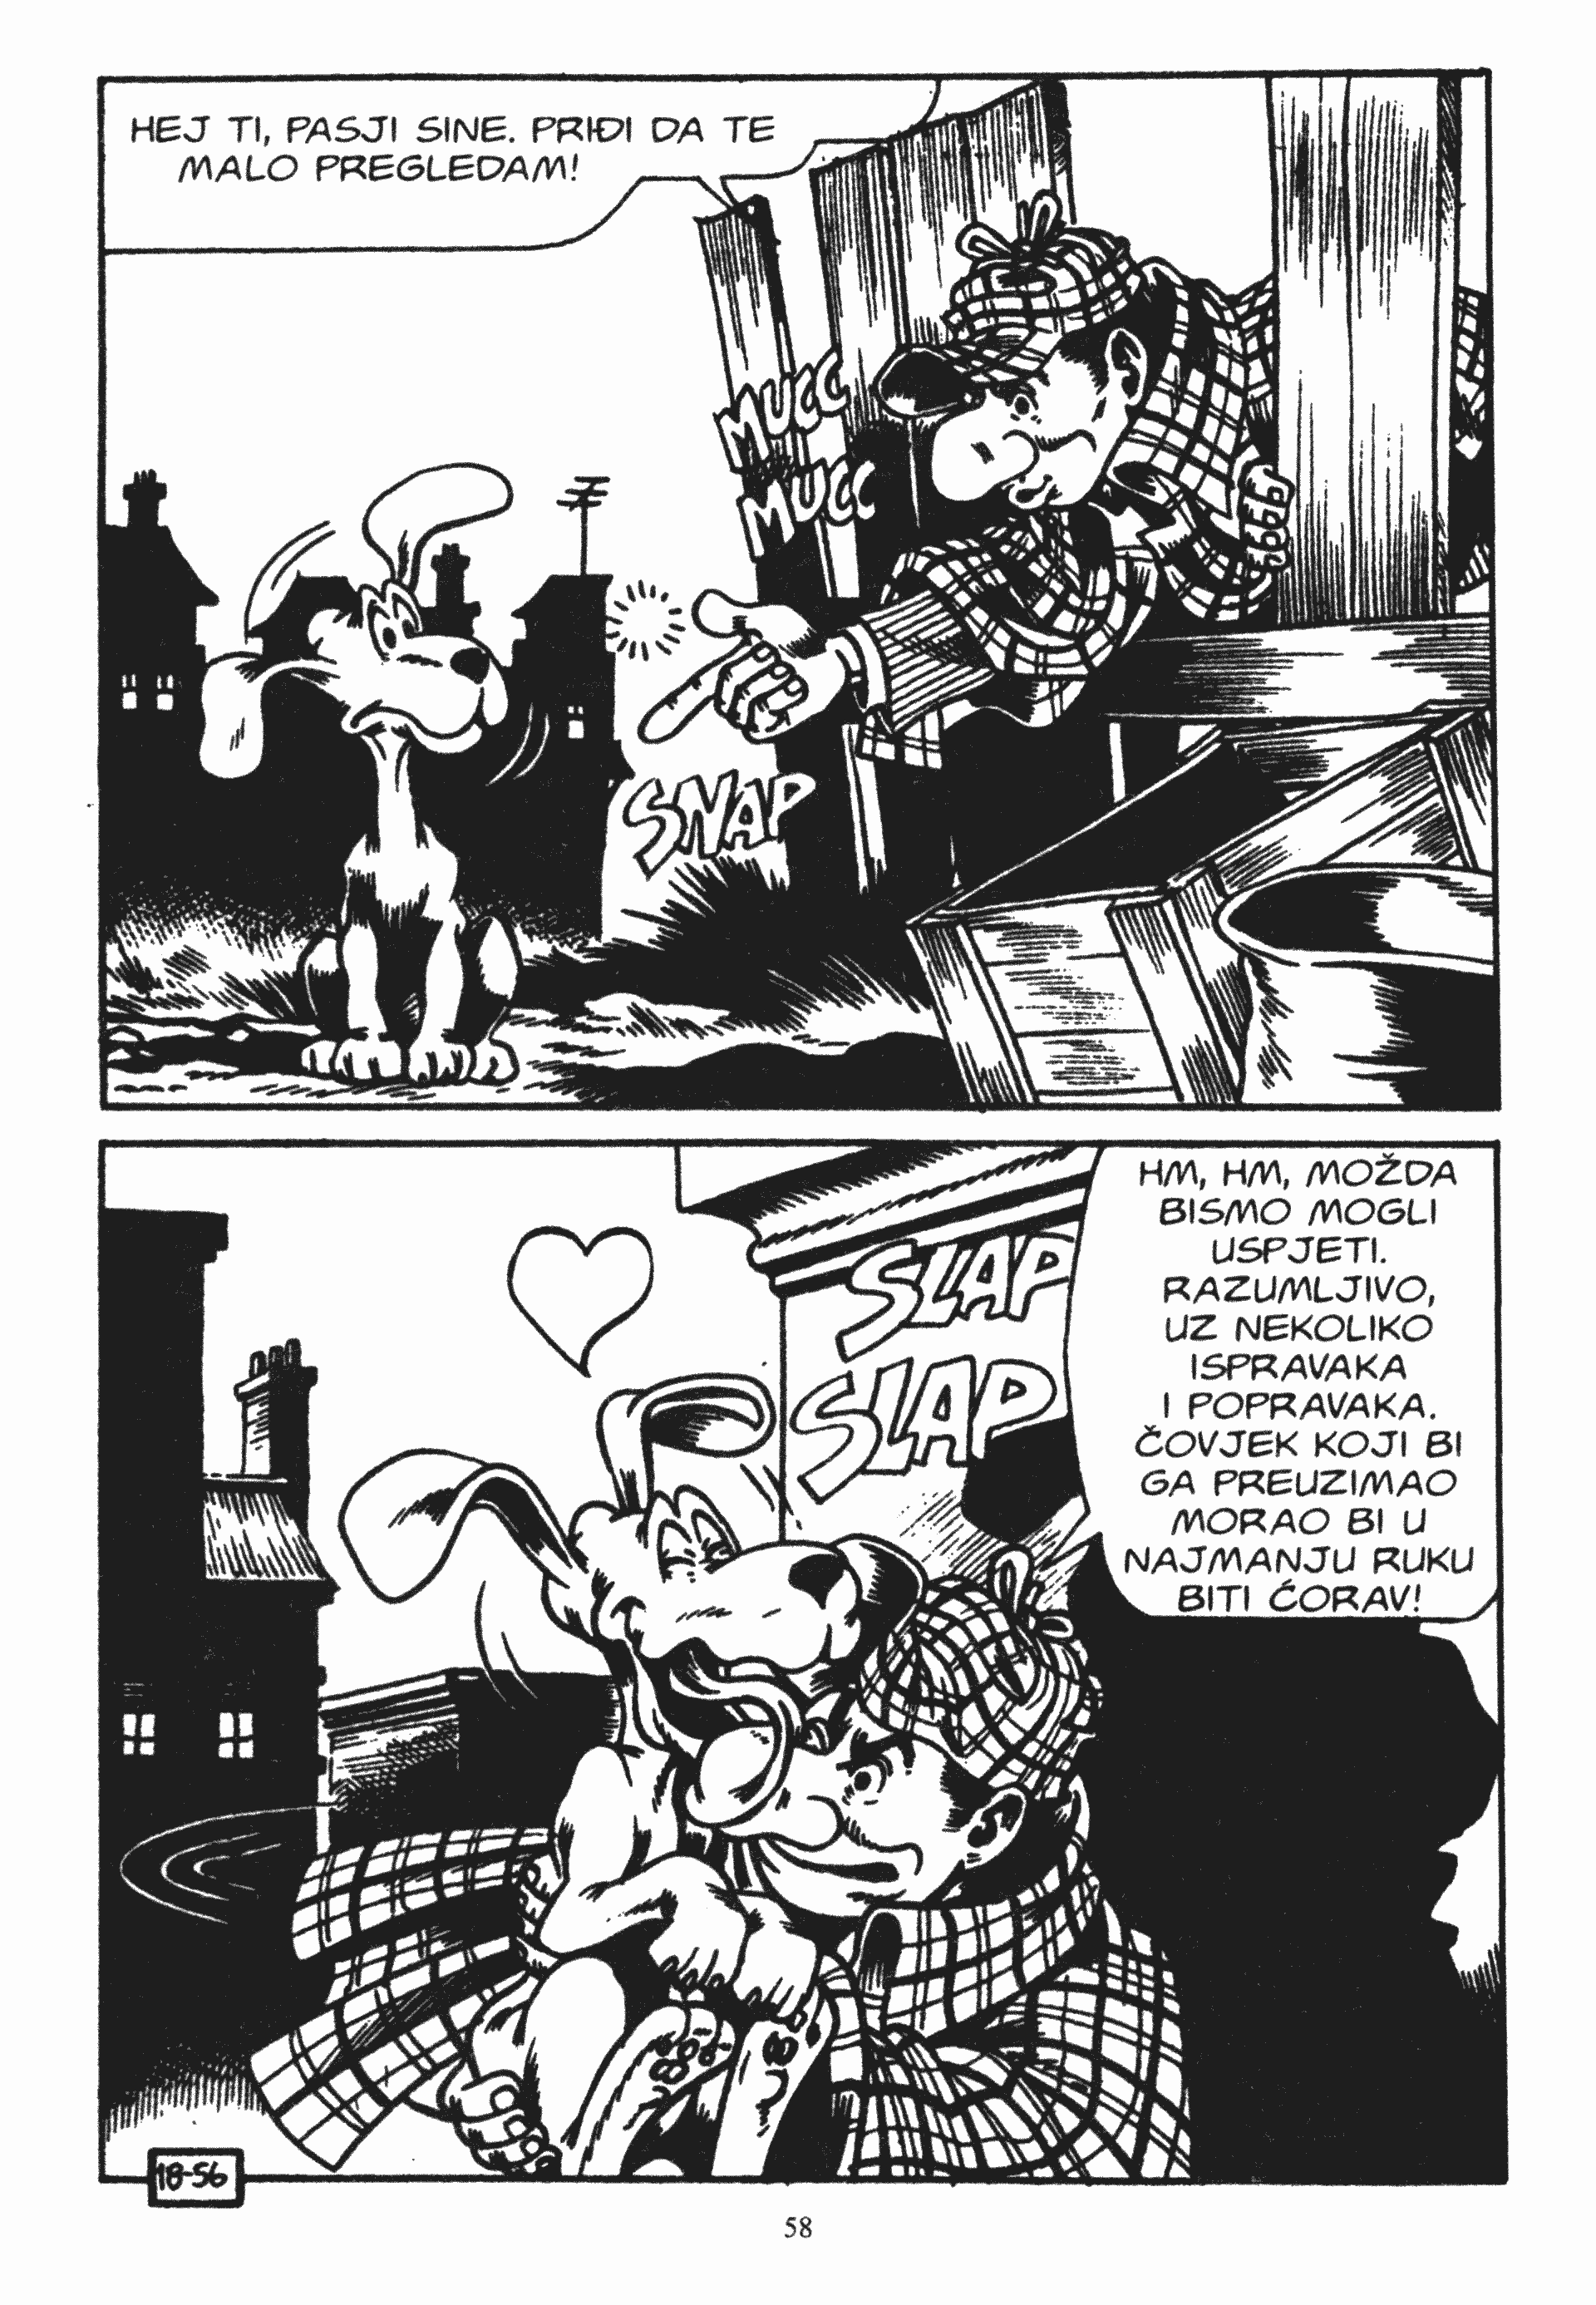 HEJ TI, PASJI SINE. PRIĐI DA TE
MALO PREGLEDAM!
MUCC
MUCC
SNAP
SLAP
SLAP
HM, HM, MOŽDA
BISMO MOGLI
USPJETI.
RAZUMLJIVO,
UZ NEKOLIKO
ISPRAVAKA
I POPRAVAKA.
ČOVJEK KOJI BI
GA PREUZIMAO
MORAO BI U
NAJMANJU RUKU
BITI ĆORAV!
18-56
58